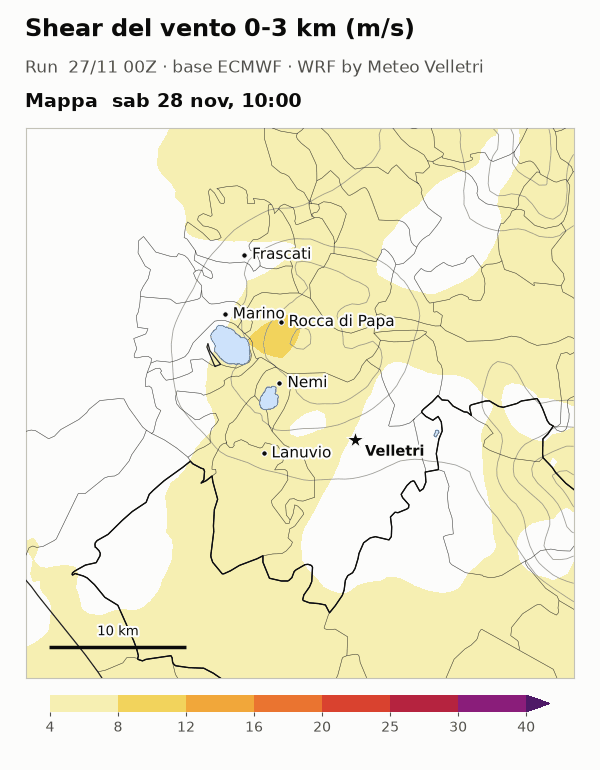 Shear del vento 0-3 km (m/s)
Run  27/11 00Z · base ECMWF · WRF by Meteo Velletri
Mappa  sab 28 nov, 10:00
Frascati
Marino
Rocca di Papa
Nemi
Velletri
Lanuvio
10 km
4 8 12 16 20 25 30 40